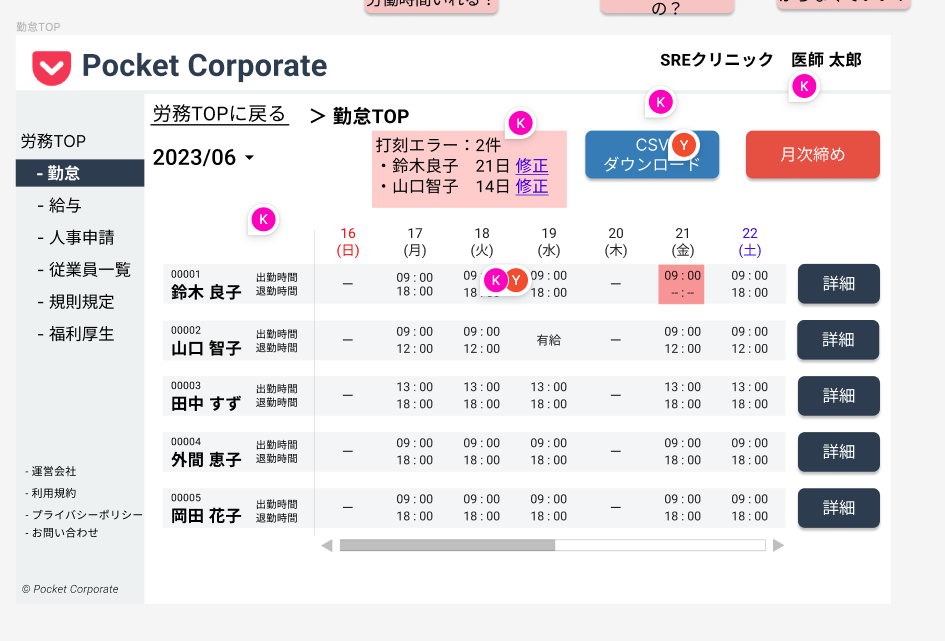 労働時間いれる？
の？
勤怠TOP
Pocket Corporate
SREクリニック 医師 太郎
K
K
労務TOPに戻る ＞ 勤怠TOP
K
労務TOP
- 勤怠
- 給与
- 人事申請
- 従業員一覧
- 規則規定
- 福利厚生
2023/06
打刻エラー：2件
・鈴木良子 21日 修正
・山口智子 14日 修正
CSV
ダウンロード
Y
月次締め
K
16 17 18 19 20 21 22
(日) (月) (火) (水) (木) (金) (土)
00001
鈴木 良子
出勤時間 — 09 : 00 09 09 : 00 — 09 : 00 09 : 00
退勤時間 18 : 00 18 18 : 00 -- : -- 18 : 00
K Y
詳細
00002
山口 智子
出勤時間 — 09 : 00 09 : 00 有給 — 09 : 00 09 : 00
退勤時間 12 : 00 12 : 00 12 : 00 12 : 00
詳細
00003
田中 すず
出勤時間 — 13 : 00 13 : 00 13 : 00 — 13 : 00 13 : 00
退勤時間 18 : 00 18 : 00 18 : 00 18 : 00 18 : 00
詳細
00004
外間 恵子
出勤時間 — 09 : 00 09 : 00 09 : 00 — 09 : 00 09 : 00
退勤時間 18 : 00 18 : 00 18 : 00 18 : 00 18 : 00
詳細
00005
岡田 花子
出勤時間 — 09 : 00 09 : 00 09 : 00 — 09 : 00 09 : 00
退勤時間 18 : 00 18 : 00 18 : 00 18 : 00 18 : 00
詳細
- 運営会社
- 利用規約
- プライバシーポリシー
- お問い合わせ
© Pocket Corporate